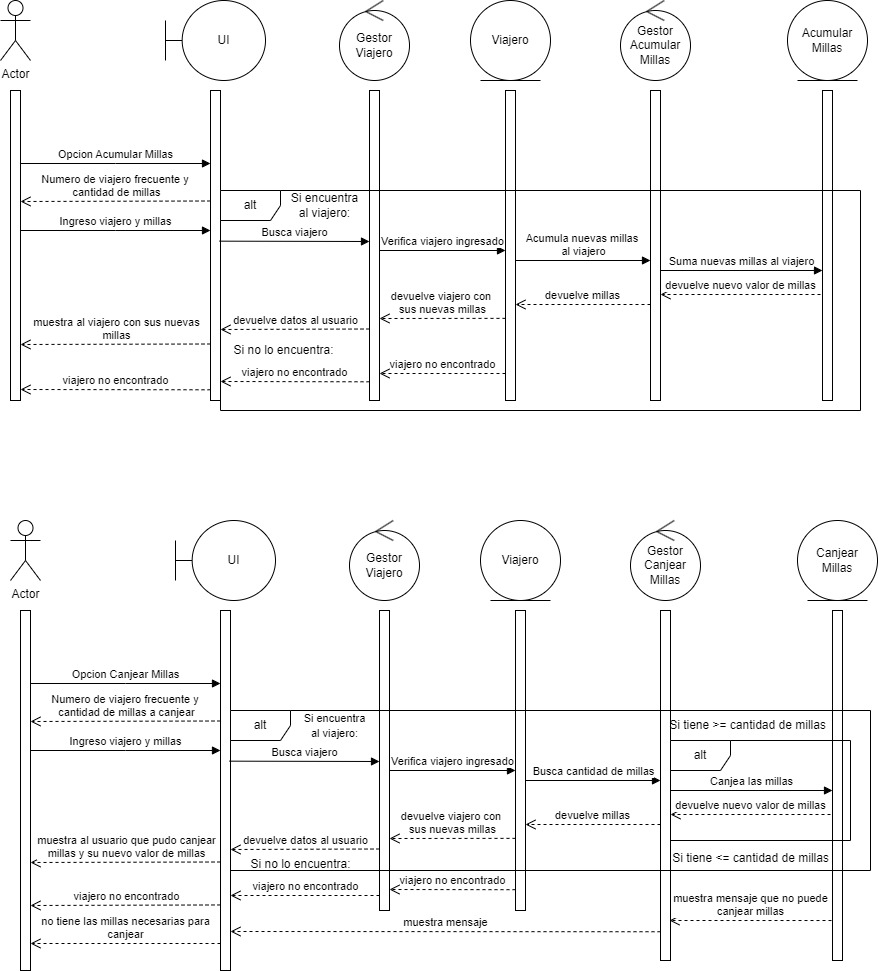 Actor
UI
Gestor
Viajero
Viajero
Gestor
Acumular
Millas
Acumular
Millas
Opcion Acumular Millas
Numero de viajero frecuente y
cantidad de millas
alt
Si encuentra
al viajero:
Ingreso viajero y millas
Busca viajero
Verifica viajero ingresado
Acumula nuevas millas
al viajero
Suma nuevas millas al viajero
devuelve nuevo valor de millas
devuelve millas
devuelve viajero con
sus nuevas millas
devuelve datos al usuario
muestra al viajero con sus nuevas
millas
Si no lo encuentra:
viajero no encontrado
viajero no encontrado
viajero no encontrado
Actor
UI
Gestor
Viajero
Viajero
Gestor
Canjear
Millas
Canjear
Millas
Opcion Canjear Millas
Numero de viajero frecuente y
cantidad de millas a canjear
alt
Si encuentra
al viajero:
Si tiene >= cantidad de millas
Ingreso viajero y millas
Busca viajero
Verifica viajero ingresado
Busca cantidad de millas
alt
Canjea las millas
devuelve nuevo valor de millas
devuelve millas
devuelve viajero con
sus nuevas millas
devuelve datos al usuario
muestra al usuario que pudo canjear
millas y su nuevo valor de millas
Si no lo encuentra:
Si tiene <= cantidad de millas
viajero no encontrado
viajero no encontrado
viajero no encontrado
muestra mensaje que no puede
canjear millas
muestra mensaje
no tiene las millas necesarias para
canjear